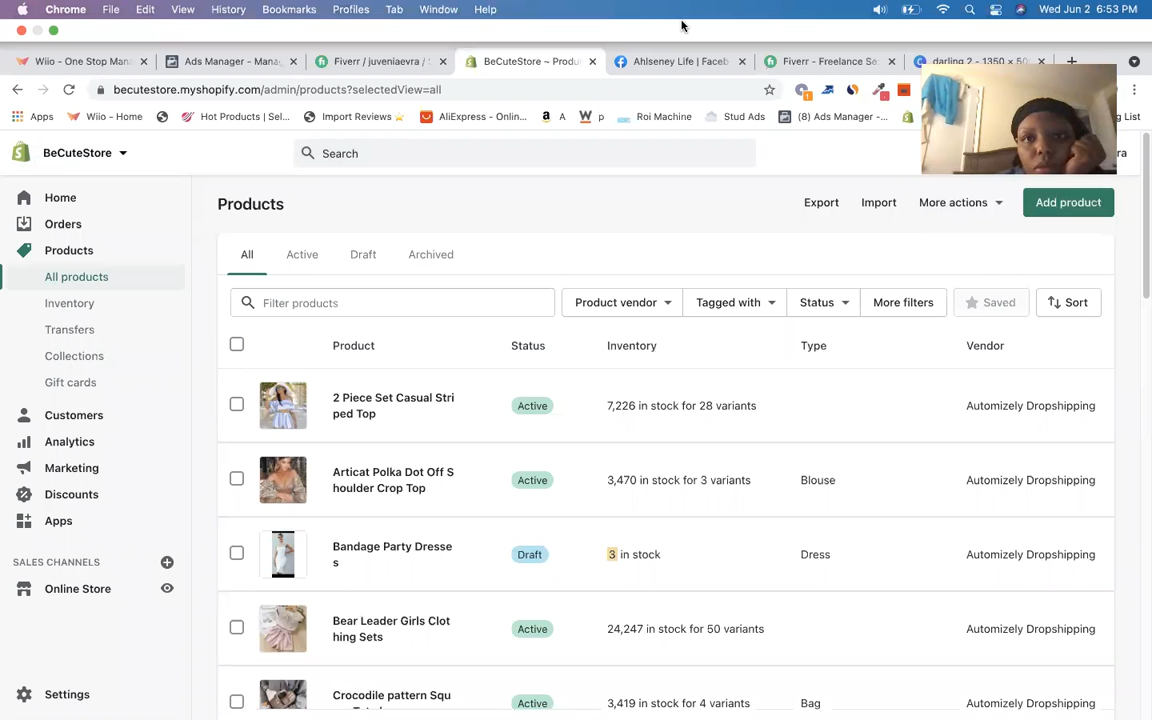 Chrome File Edit View History Bookmarks Profiles Tab Window Help Wed Jun 2 6:53 PM
Wiio - One Stop Man Ads Manager - Mana Fiverr / juveniaevra / S BeCuteStore ~ Produ Ahlseney Life | Faceb Fiverr - Freelance Se darling 2 - 1350 × 50
becutestore.myshopify.com/admin/products?selectedView=all
Apps Wiio - Home Hot Products | Sel... Import Reviews AliExpress - Onlin... A p Roi Machine Stud Ads (8) Ads Manager -... ng List
BeCuteStore Search ra
Home
Orders
Products
All products
Inventory
Transfers
Collections
Gift cards
Customers
Analytics
Marketing
Discounts
Apps
SALES CHANNELS
Online Store
Settings
Products Export Import More actions Add product
All Active Draft Archived
Filter products Product vendor Tagged with Status More filters Saved Sort
Product Status Inventory Type Vendor
2 Piece Set Casual Stri
ped Top Active 7,226 in stock for 28 variants Automizely Dropshipping
Articat Polka Dot Off S
houlder Crop Top Active 3,470 in stock for 3 variants Blouse Automizely Dropshipping
Bandage Party Dresse
s Draft 3 in stock Dress Automizely Dropshipping
Bear Leader Girls Clot
hing Sets Active 24,247 in stock for 50 variants Automizely Dropshipping
Crocodile pattern Squ
Active 3,419 in stock for 4 variants Bag Automizely Dropshipping